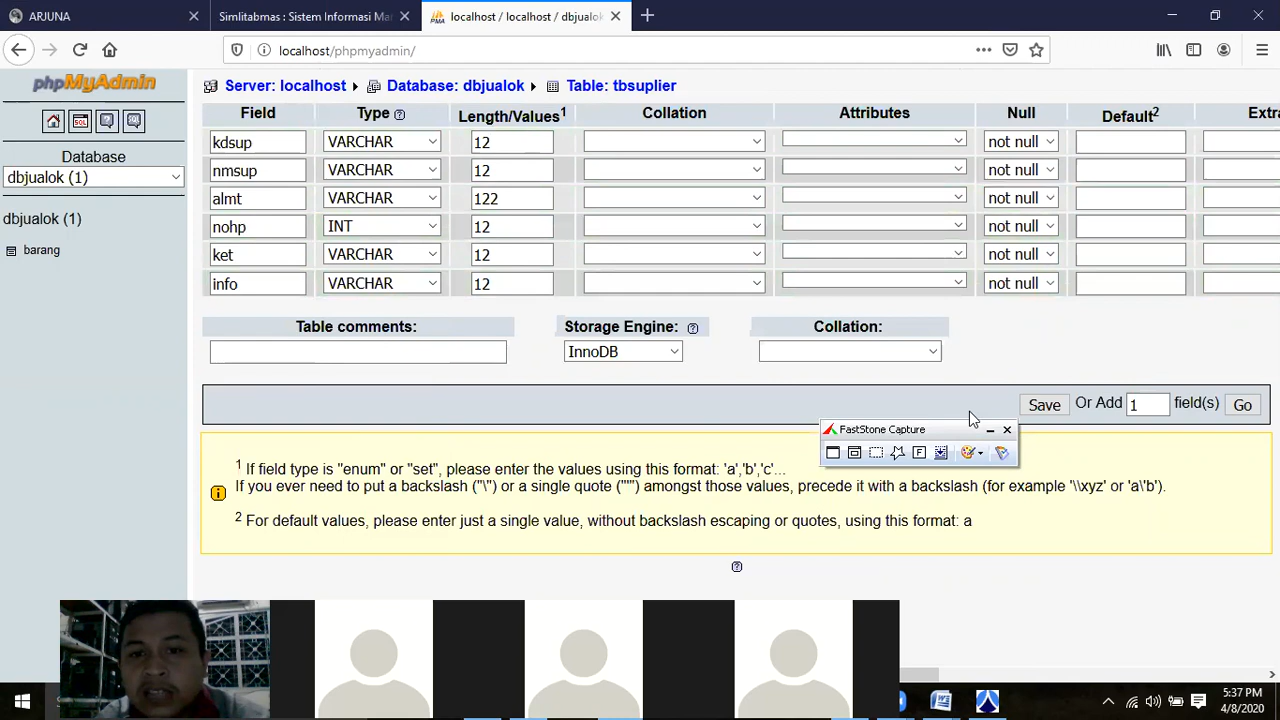 ARJUNA
Simlitabmas : Sistem Informasi Ma
localhost / localhost / dbjualok
localhost/phpmyadmin/
phpMyAdmin
Database
dbjualok (1)
dbjualok (1)
barang
Server: localhost Database: dbjualok Table: tbsuplier
Field Type Length/Values1 Collation Attributes Null Default2 Extra
kdsup VARCHAR 12 not null
nmsup VARCHAR 12 not null
almt VARCHAR 122 not null
nohp INT 12 not null
ket VARCHAR 12 not null
info VARCHAR 12 not null
Table comments: Storage Engine: Collation:
InnoDB
Save Or Add 1 field(s) Go
FastStone Capture
1 If field type is "enum" or "set", please enter the values using this format: 'a','b','c'...
If you ever need to put a backslash ("\") or a single quote ("'") amongst those values, precede it with a backslash (for example '\\xyz' or 'a\'b').
2 For default values, please enter just a single value, without backslash escaping or quotes, using this format: a
5:37 PM
4/8/2020